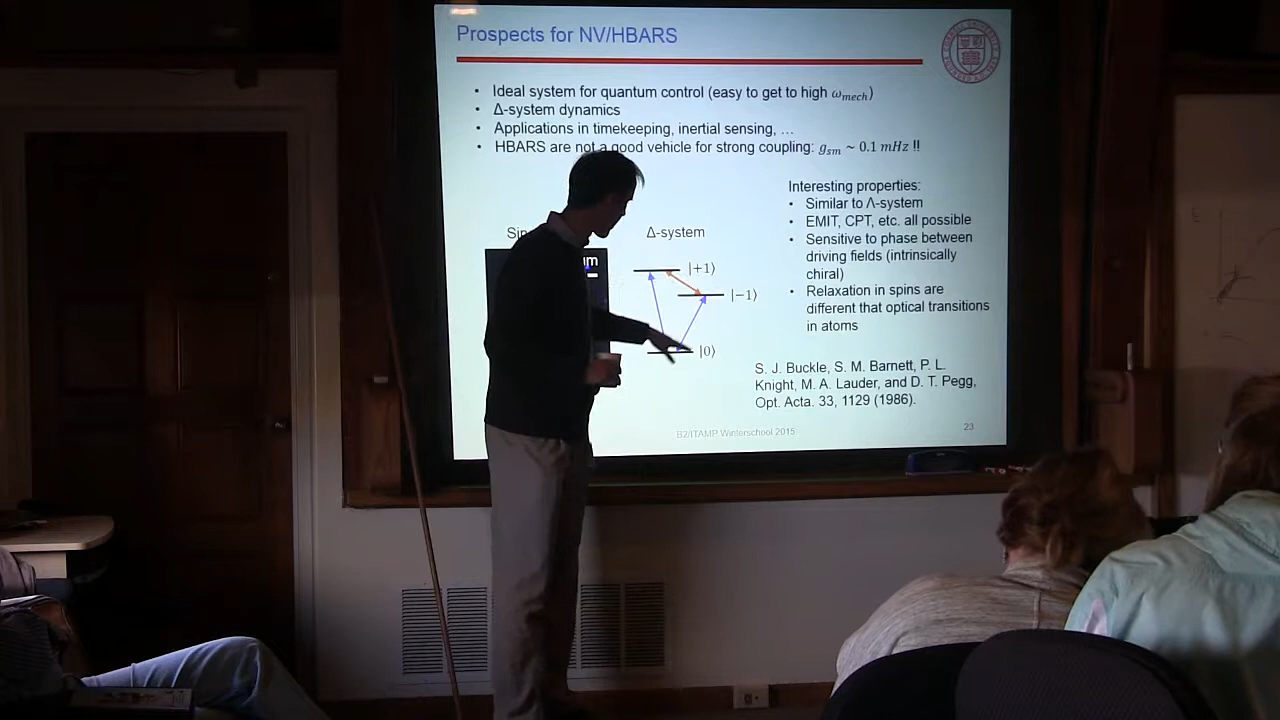 Prospects for NV/HBARS
• Ideal system for quantum control (easy to get to high ω_mech)
• Δ-system dynamics
• Applications in timekeeping, inertial sensing, …
• HBARS are not a good vehicle for strong coupling: g_sm ~ 0.1 mHz !!
Δ-system
|+1⟩
|−1⟩
|0⟩
Interesting properties:
• Similar to Λ-system
• EMIT, CPT, etc. all possible
• Sensitive to phase between
driving fields (intrinsically
chiral)
• Relaxation in spins are
different that optical transitions
in atoms
S. J. Buckle, S. M. Barnett, P. L.
Knight, M. A. Lauder, and D. T. Pegg,
Opt. Acta. 33, 1129 (1986).
B2/ITAMP Winterschool 2015
23